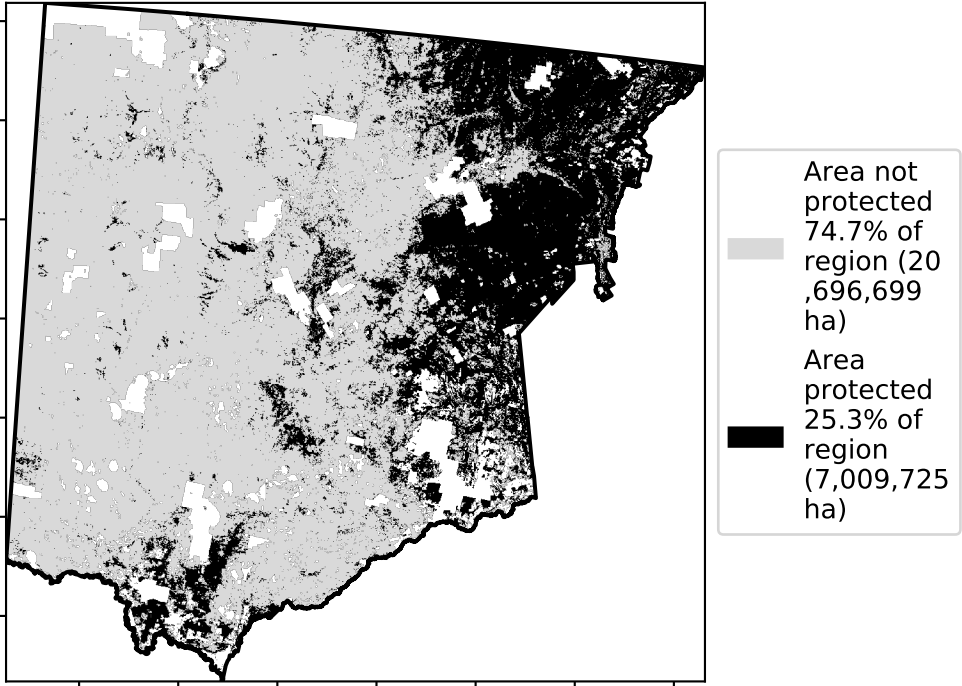 Area not
protected
74.7% of
region (20
,696,699
ha)
Area
protected
25.3% of
region
(7,009,725
ha)